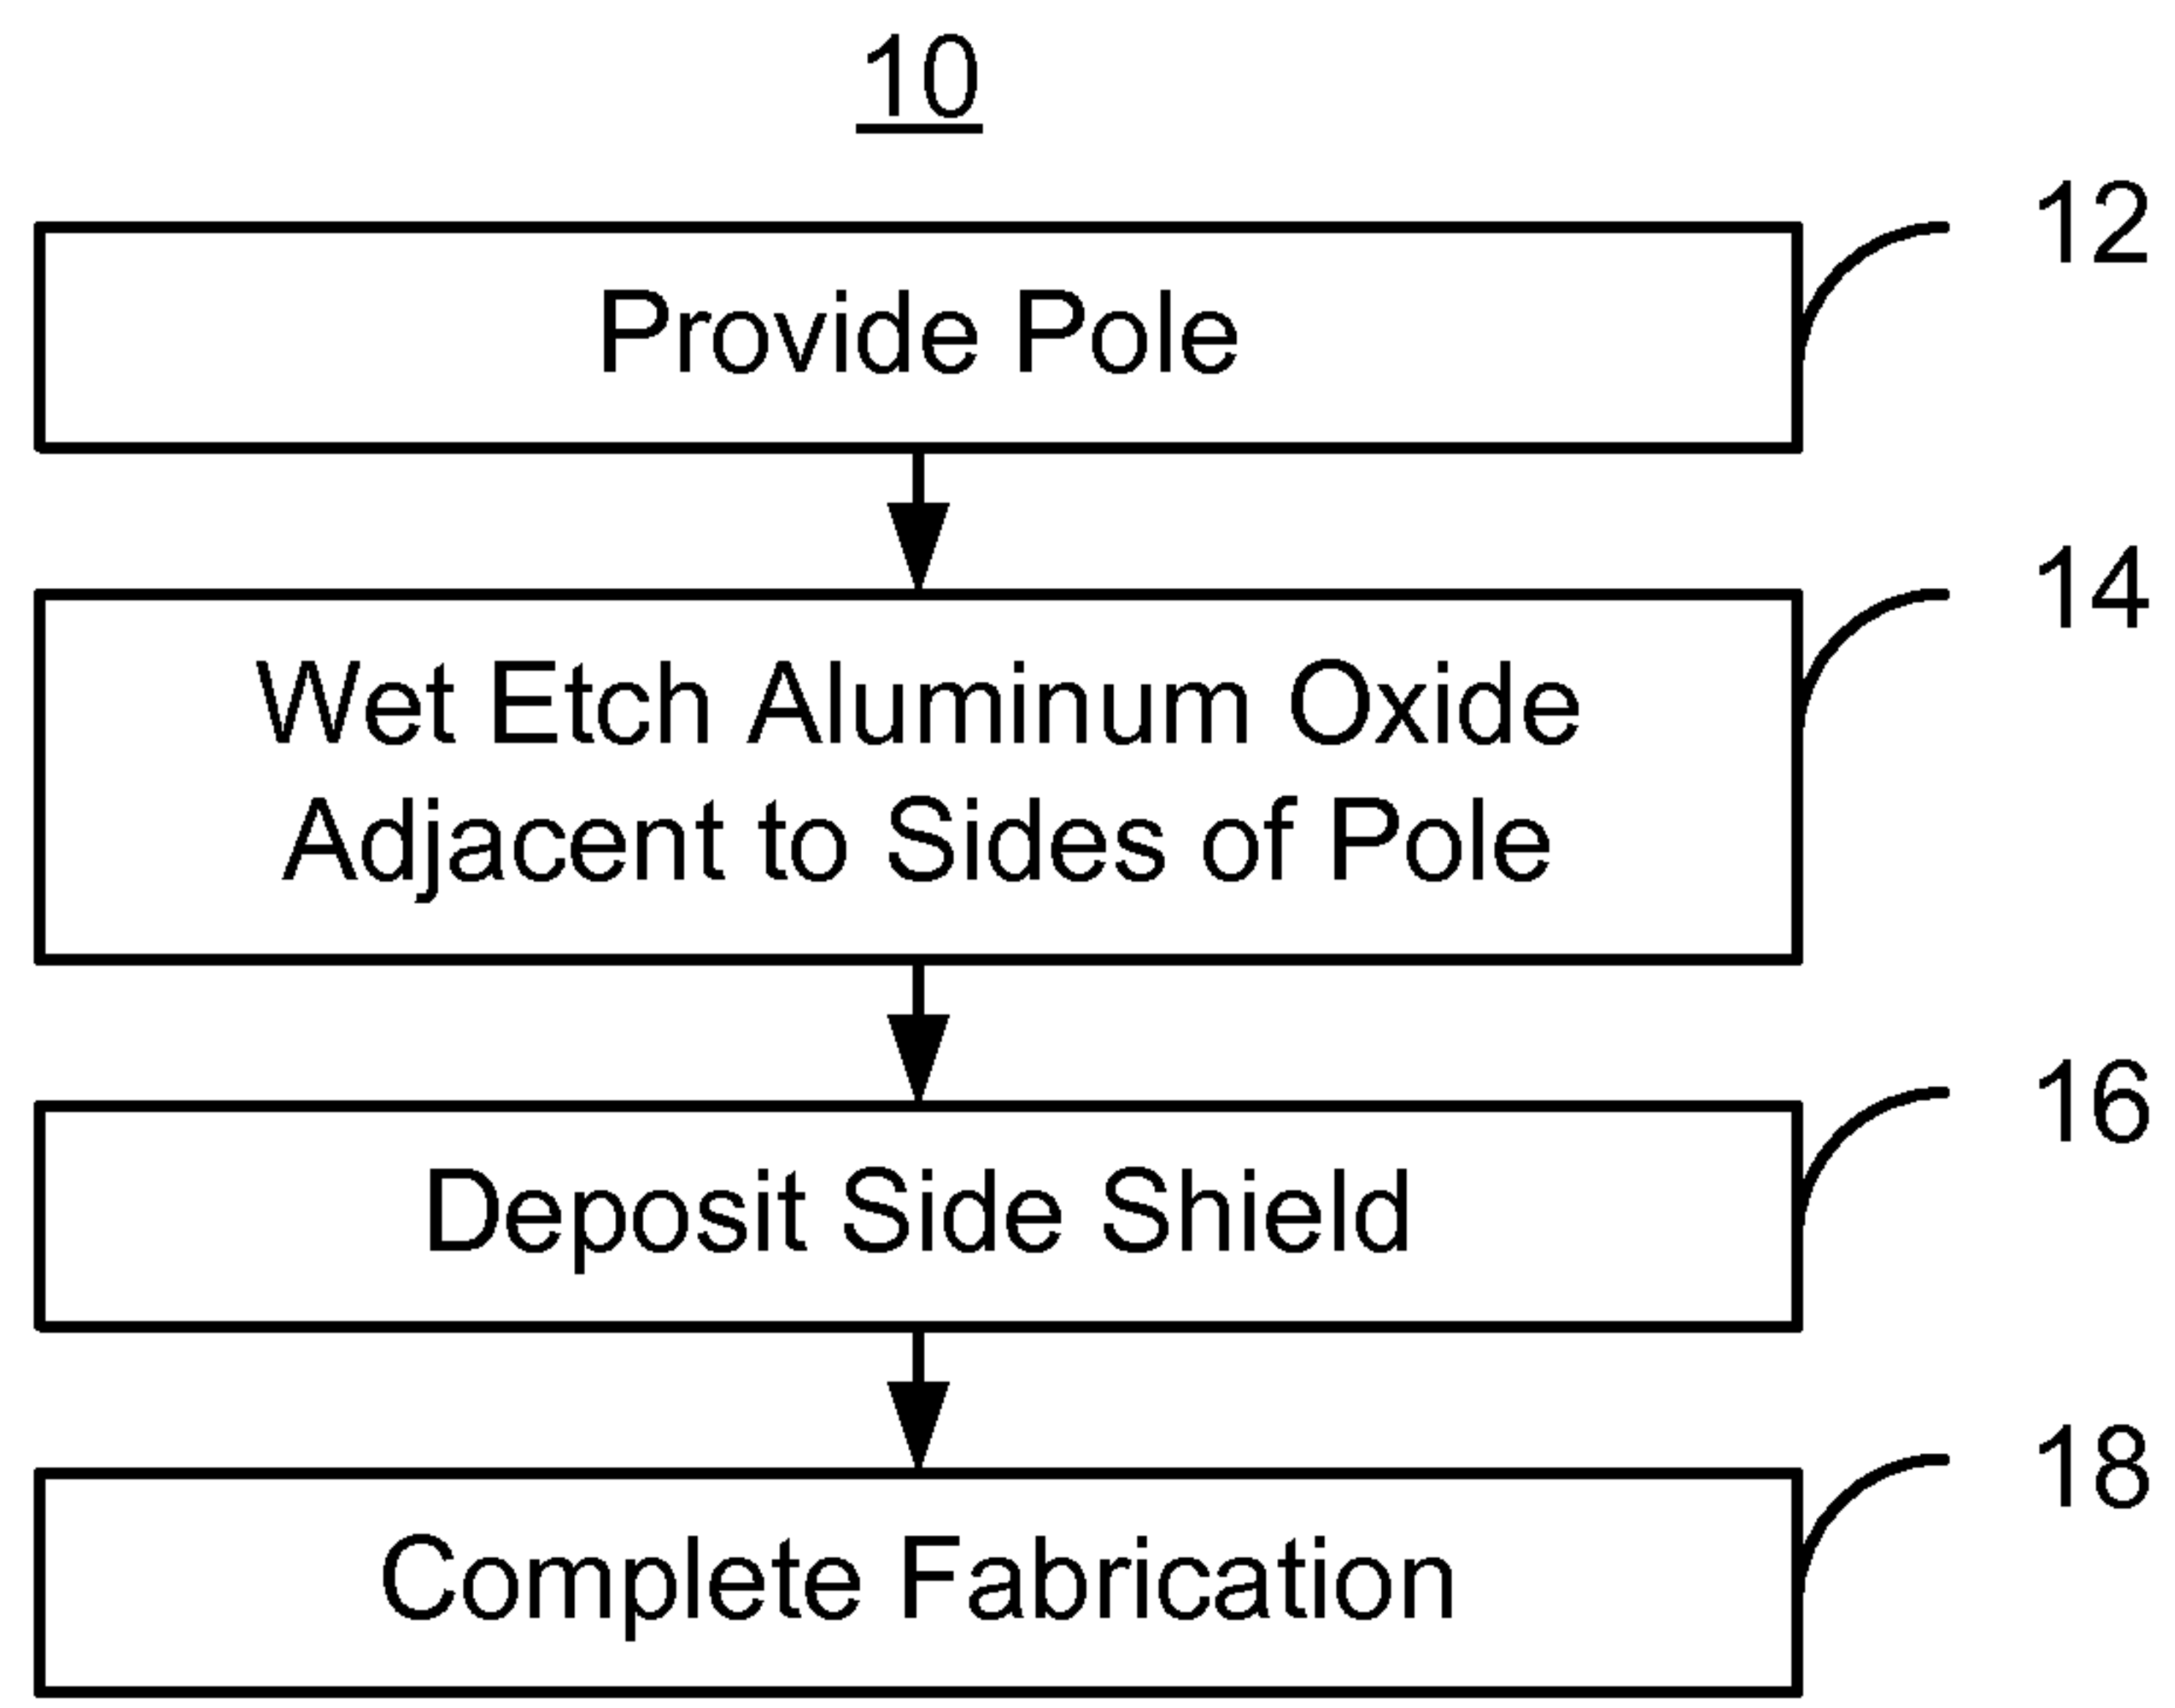 10
12
Provide Pole
14
Wet Etch Aluminum Oxide
Adjacent to Sides of Pole
16
Deposit Side Shield
18
Complete Fabrication